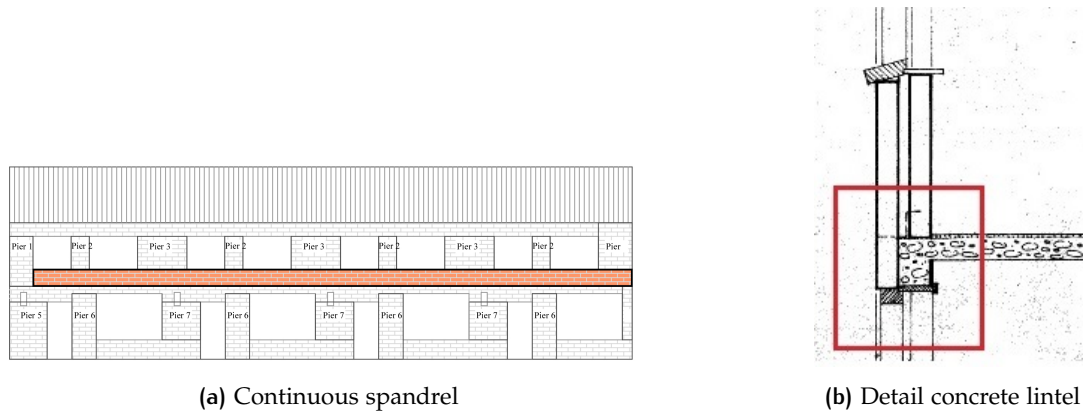 Pier 1 Pier 2 Pier 3 Pier 2 Pier 3 Pier 2 Pier 3 Pier 2 Pier
Pier 5 Pier 6 Pier 7 Pier 6 Pier 7 Pier 6 Pier 7 Pier 6
(a) Continuous spandrel
(b) Detail concrete lintel